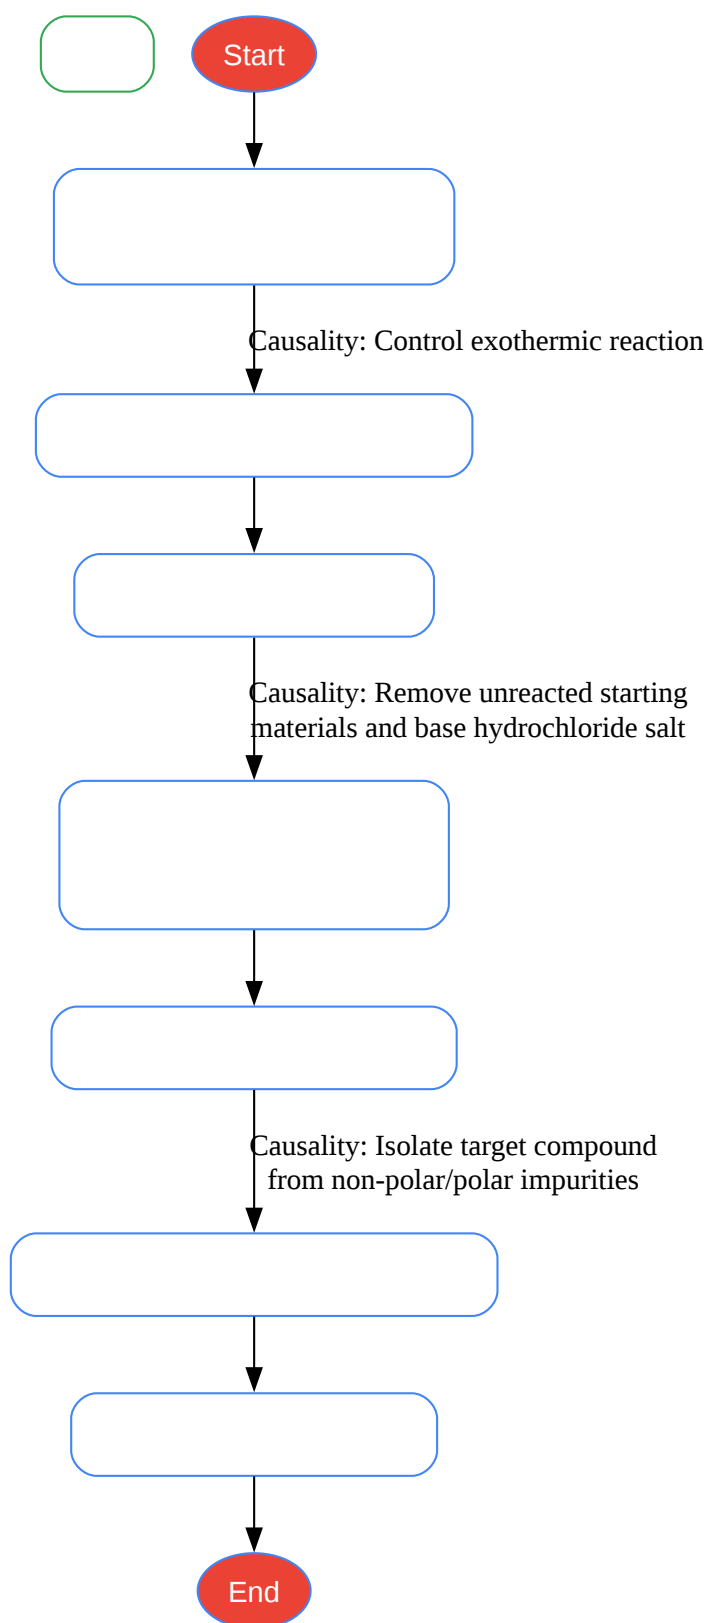 Start
Causality: Control exothermic reaction
Causality: Remove unreacted starting
materials and base hydrochloride salt
Causality: Isolate target compound
from non-polar/polar impurities
End